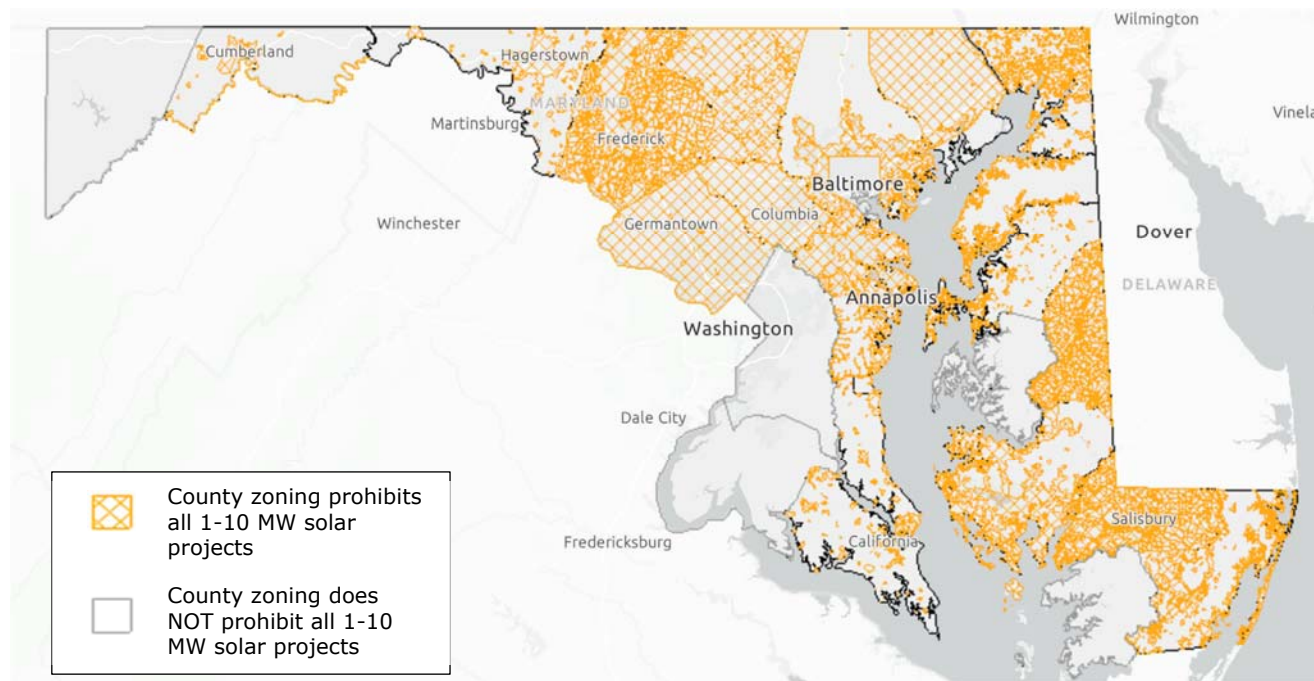 Wilmington
Cumberland
Hagerstown
MARYLAND
Martinsburg
Frederick
Vinela
Baltimore
Winchester
Germantown
Columbia
Dover
DELAWARE
Annapolis
Washington
Dale City
Salisbury
Fredericksburg
California
County zoning prohibits
all 1-10 MW solar
projects
County zoning does
NOT prohibit all 1-10
MW solar projects